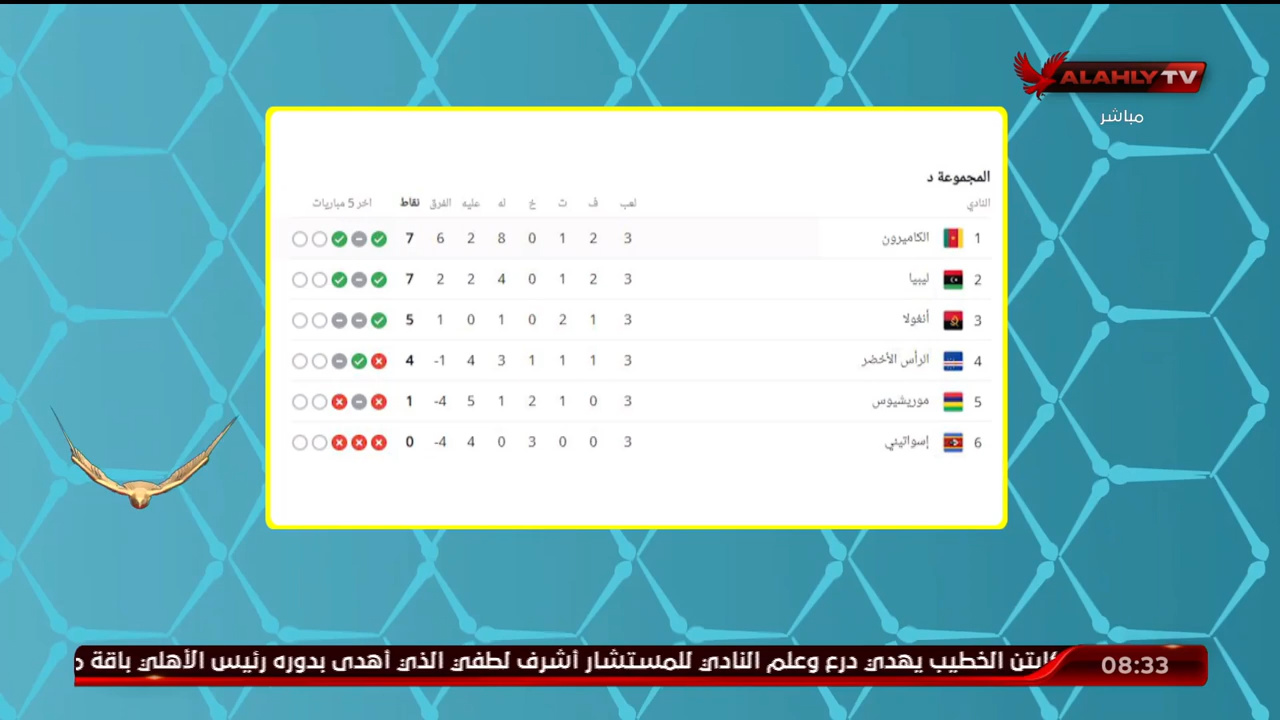 ALAHLY TV
مباشر
المجموعة د
النادي لعب ف ت خ له عليه الفرق نقاط اخر 5 مباريات
1 الكاميرون 3 2 1 0 8 2 6 7
2 ليبيا 3 2 1 0 4 2 2 7
3 أنغولا 3 1 2 0 1 0 1 5
4 الرأس الأخضر 3 1 1 1 3 4 -1 4
5 موريشيوس 3 0 1 2 1 5 -4 1
6 إسواتيني 3 0 0 3 0 4 -4 0
08:33 الخطيب يهدي درع وعلم النادي للمستشار أشرف لطفي الذي أهدى بدوره رئيس الأهلي باقة